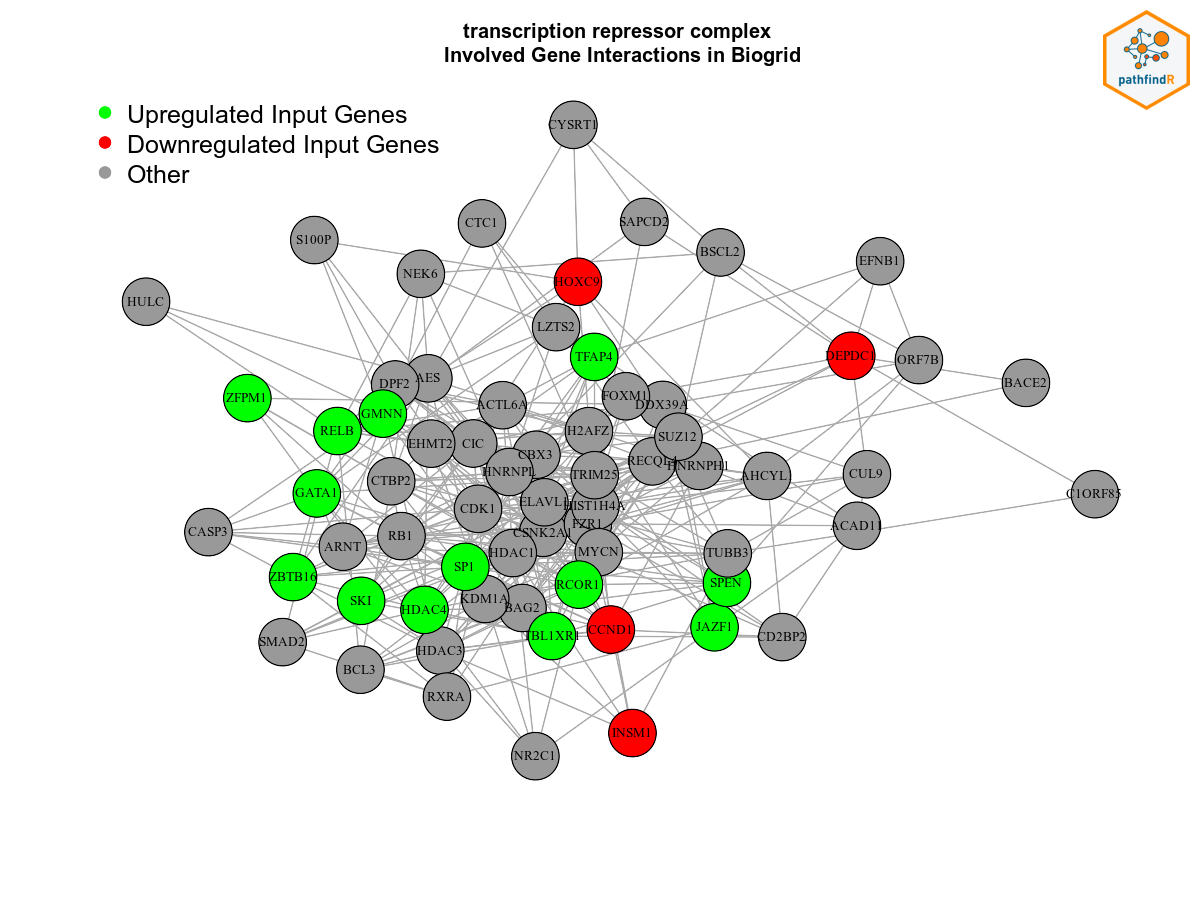 transcription repressor complex
Involved Gene Interactions in Biogrid
pathfindR
Upregulated Input Genes
Downregulated Input Genes
Other
CYSRT1
CTC1
SAPCD2
S100P
BSCL2
EFNB1
NEK6
HOXC9
HULC
LZTS2
TFAP4
DEPDC1
ORF7B
AES
DPF2
BACE2
ZFPM1
FOXM1
ACTL6A
DDX39A
GMNN
RELB
H2AFZ
SUZ12
EHMT2
CIC
CBX3
RECQL4
HNRNPH1
HNRNPL
TRIM25
AHCYL
CUL9
CTBP2
GATA1
C1ORF85
ELAVL1
HIST1H4A
CDK1
FZR1
ACAD11
CASP3
CSNK2A1
RB1
ARNT
HDAC1
MYCN
TUBB3
SP1
ZBTB16
RCOR1
SPEN
SKI
KDM1A
HDAC4
BAG2
JAZF1
CCND1
TBL1XR1
CD2BP2
SMAD2
HDAC3
BCL3
RXRA
INSM1
NR2C1